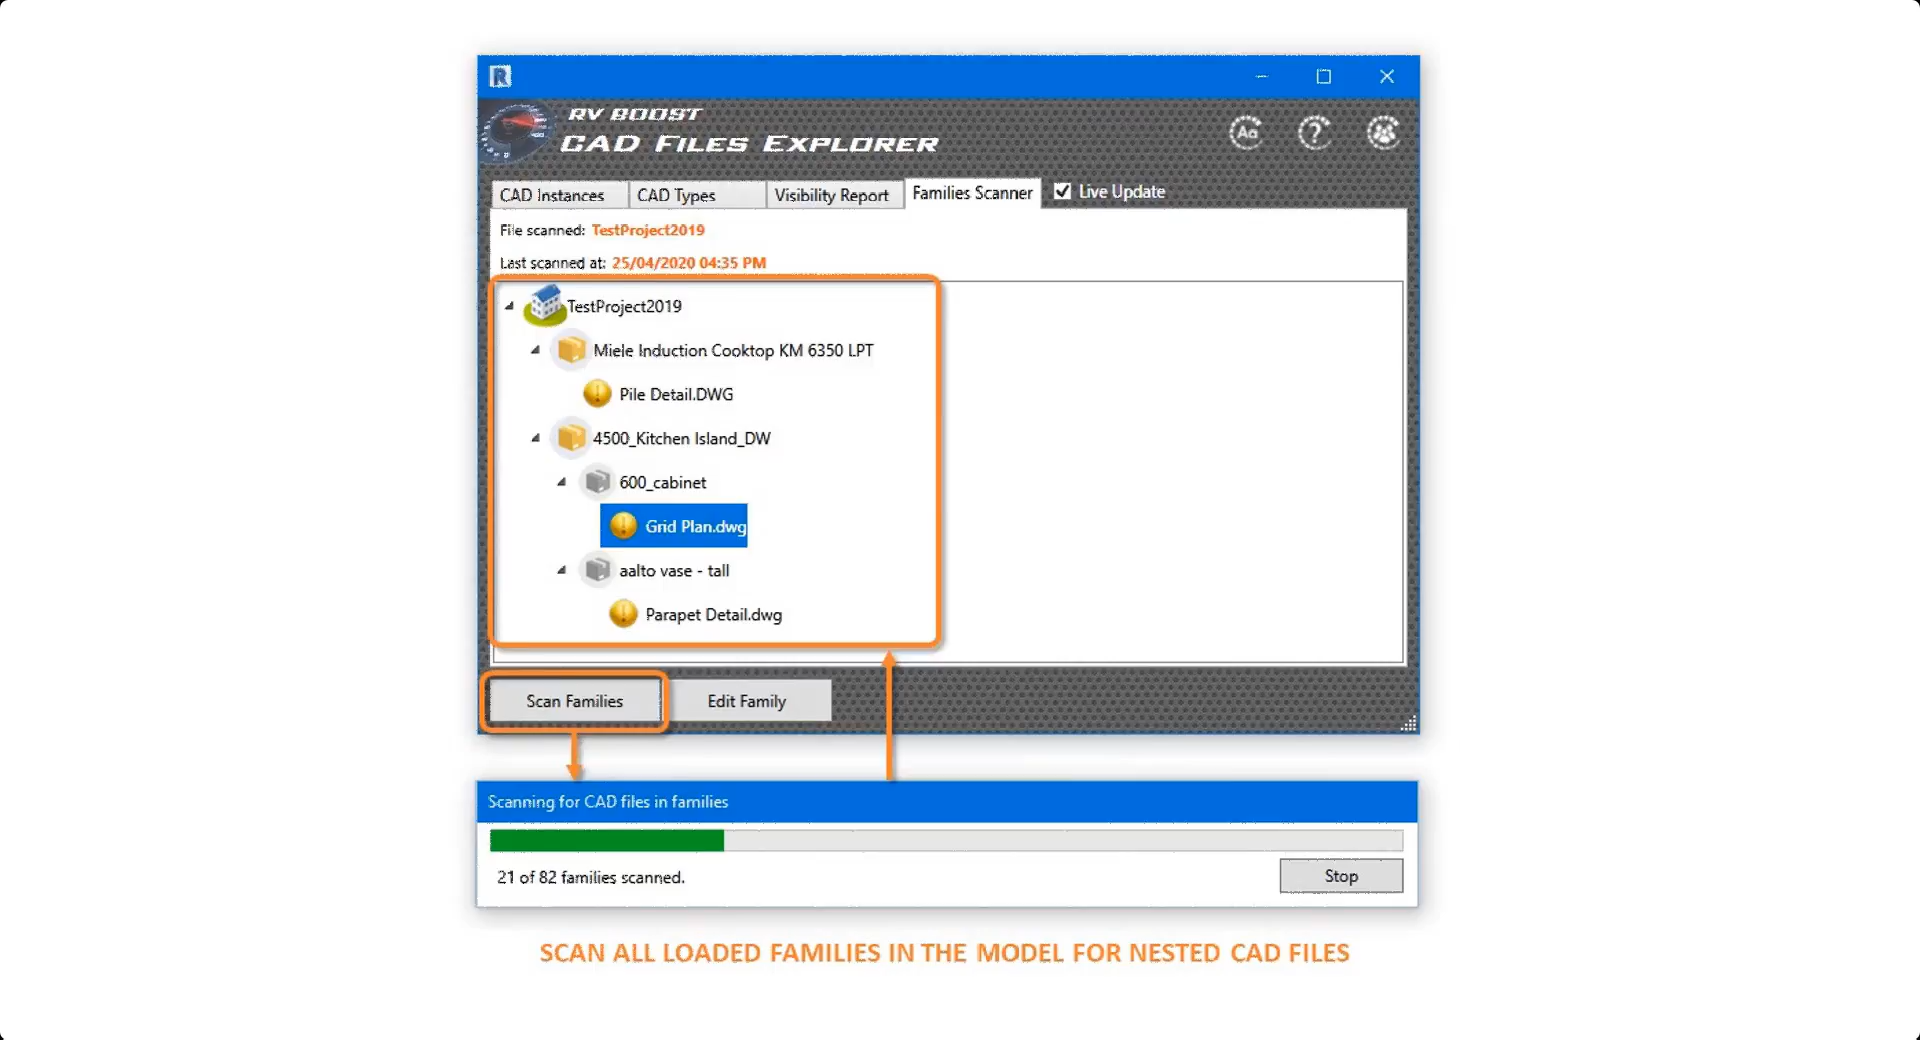 R
RV BOOST
CAD FILES EXPLORER
Aa
?
CAD Instances
CAD Types
Visibility Report
Families Scanner
Live Update
File scanned: TestProject2019
Last scanned at: 25/04/2020 04:35 PM
TestProject2019
Miele Induction Cooktop KM 6350 LPT
Pile Detail.DWG
4500_Kitchen Island_DW
600_cabinet
Grid Plan.dwg
aalto vase - tall
Parapet Detail.dwg
Scan Families
Edit Family
Scanning for CAD files in families
21 of 82 families scanned.
Stop
SCAN ALL LOADED FAMILIES IN THE MODEL FOR NESTED CAD FILES